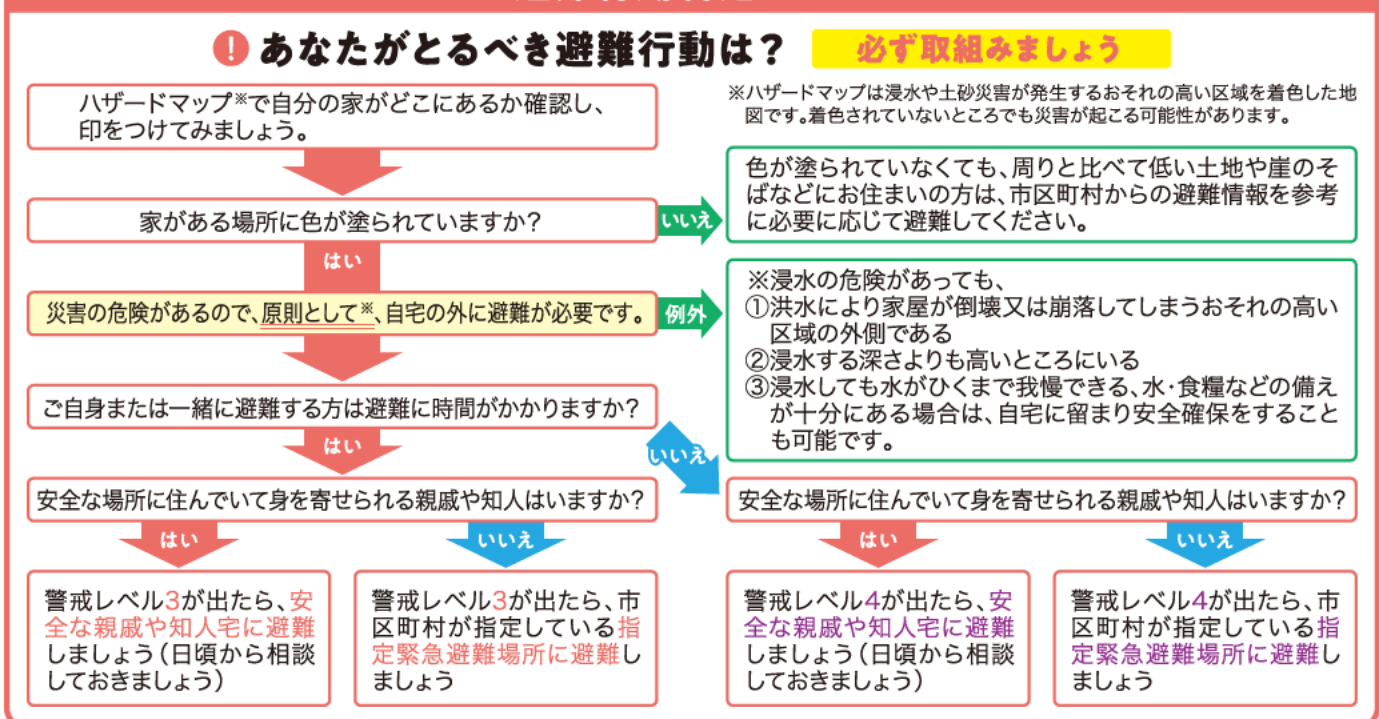 ! あなたがとるべき避難行動は？ 必ず取組みましょう
ハザードマップ※で自分の家がどこにあるか確認し、
印をつけてみましょう。
※ハザードマップは浸水や土砂災害が発生するおそれの高い区域を着色した地
図です。着色されていないところでも災害が起こる可能性があります。
家がある場所に色が塗られていますか？
いいえ
色が塗られていなくても、周りと比べて低い土地や崖のそ
ばなどにお住まいの方は、市区町村からの避難情報を参考
に必要に応じて避難してください。
はい
災害の危険があるので、原則として※、自宅の外に避難が必要です。
例外
※浸水の危険があっても、
①洪水により家屋が倒壊又は崩落してしまうおそれの高い
区域の外側である
②浸水する深さよりも高いところにいる
③浸水しても水がひくまで我慢できる、水・食糧などの備え
が十分にある場合は、自宅に留まり安全確保をすること
も可能です。
ご自身または一緒に避難する方は避難に時間がかかりますか？
はい
いいえ
安全な場所に住んでいて身を寄せられる親戚や知人はいますか？
はい
いいえ
警戒レベル3が出たら、安
全な親戚や知人宅に避難
しましょう（日頃から相談
しておきましょう）
警戒レベル3が出たら、市
区町村が指定している指
定緊急避難場所に避難し
ましょう
安全な場所に住んでいて身を寄せられる親戚や知人はいますか？
はい
いいえ
警戒レベル4が出たら、安
全な親戚や知人宅に避難
しましょう（日頃から相談
しておきましょう）
警戒レベル4が出たら、市
区町村が指定している指
定緊急避難場所に避難し
ましょう